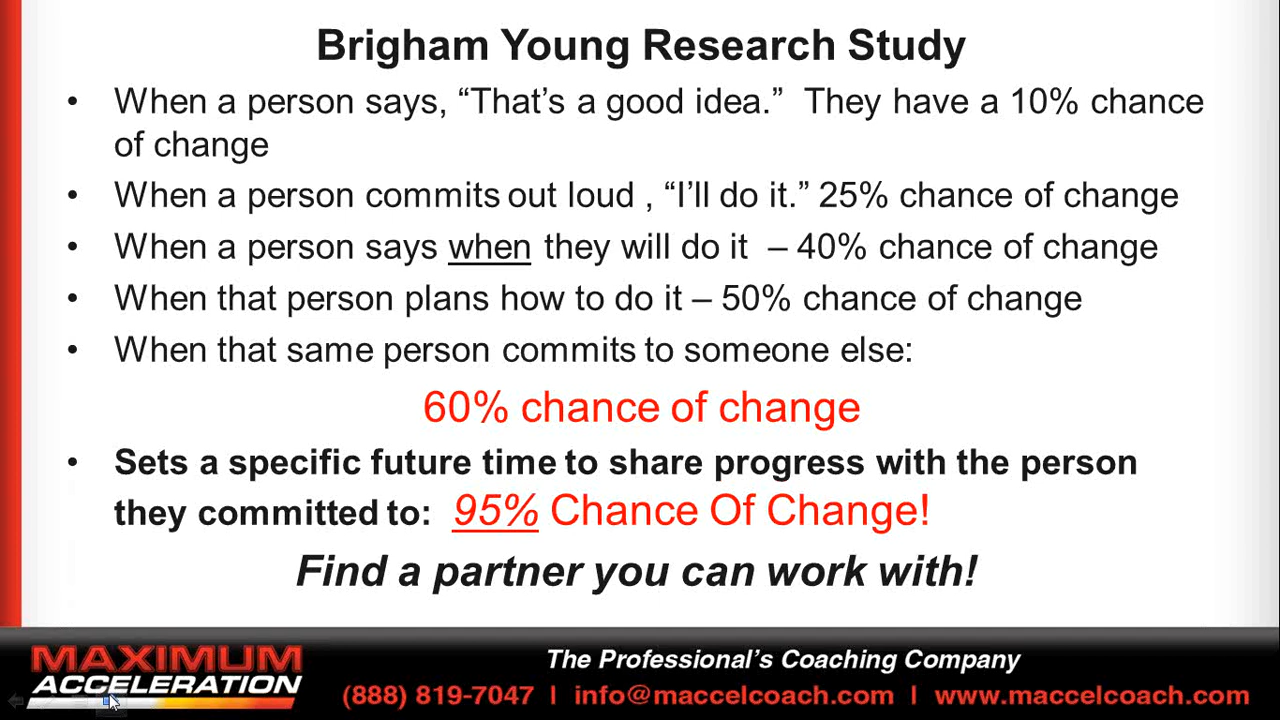 Brigham Young Research Study
• When a person says, “That’s a good idea.” They have a 10% chance
of change
• When a person commits out loud , “I’ll do it.” 25% chance of change
• When a person says when they will do it – 40% chance of change
• When that person plans how to do it – 50% chance of change
• When that same person commits to someone else:
60% chance of change
• Sets a specific future time to share progress with the person
they committed to: 95% Chance Of Change!
Find a partner you can work with!
MAXIMUM
ACCELERATION
The Professional’s Coaching Company
(888) 819-7047 | info@maccelcoach.com | www.maccelcoach.com